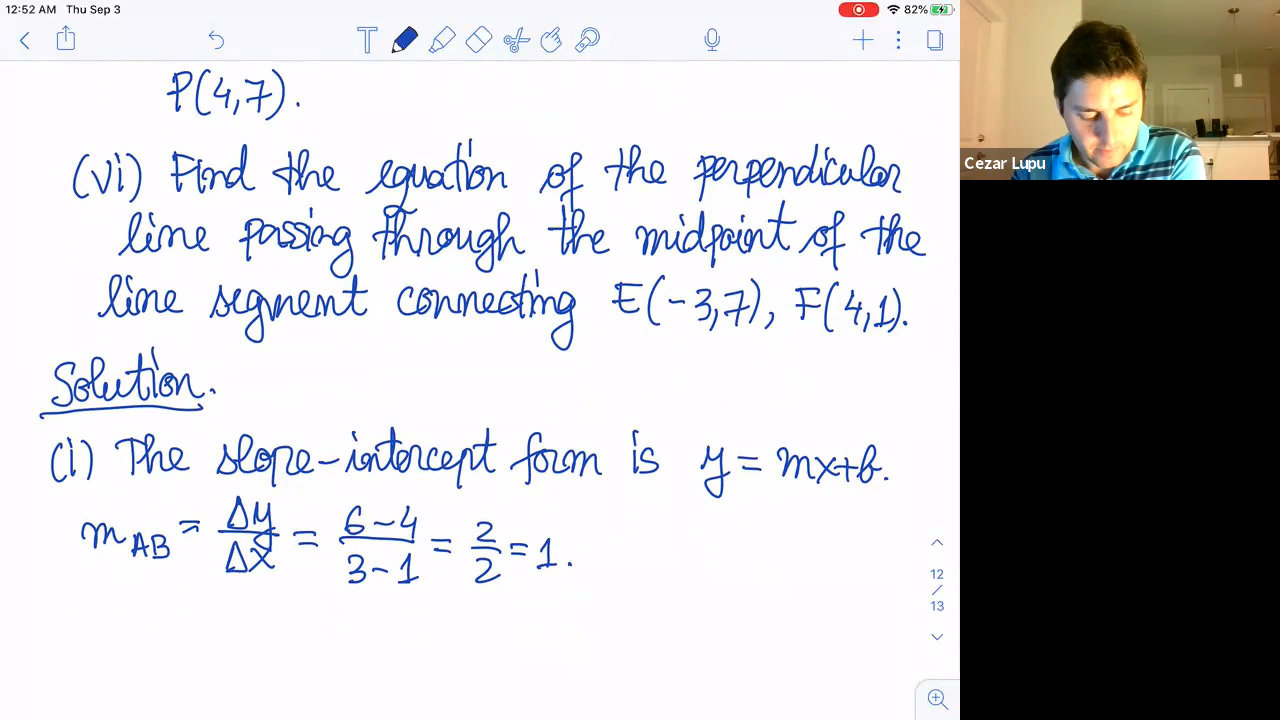 12:52 AM Thu Sep 3
82%
T
P(4,7).
(vi) Find the equation of the perpendicular
line passing through the midpoint of the
line segment connecting E(-3,7), F(4,1).
Solution.
(i) The slope-intercept form is y = mx+b.
m_AB = Δy/Δx = (6-4)/(3-1) = 2/2 = 1.
12
/
13
Cezar Lupu